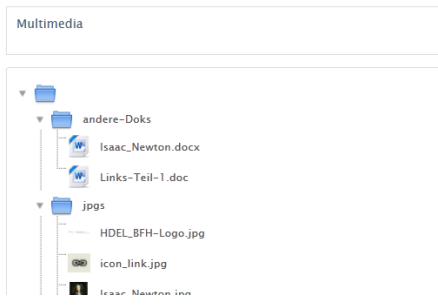 Multimedia
andere-Doks
Isaac_Newton.docx
Links-Teil-1.doc
jpgs
HDEL_BFH-Logo.jpg
icon_link.jpg
Isaac_Newton.jpg